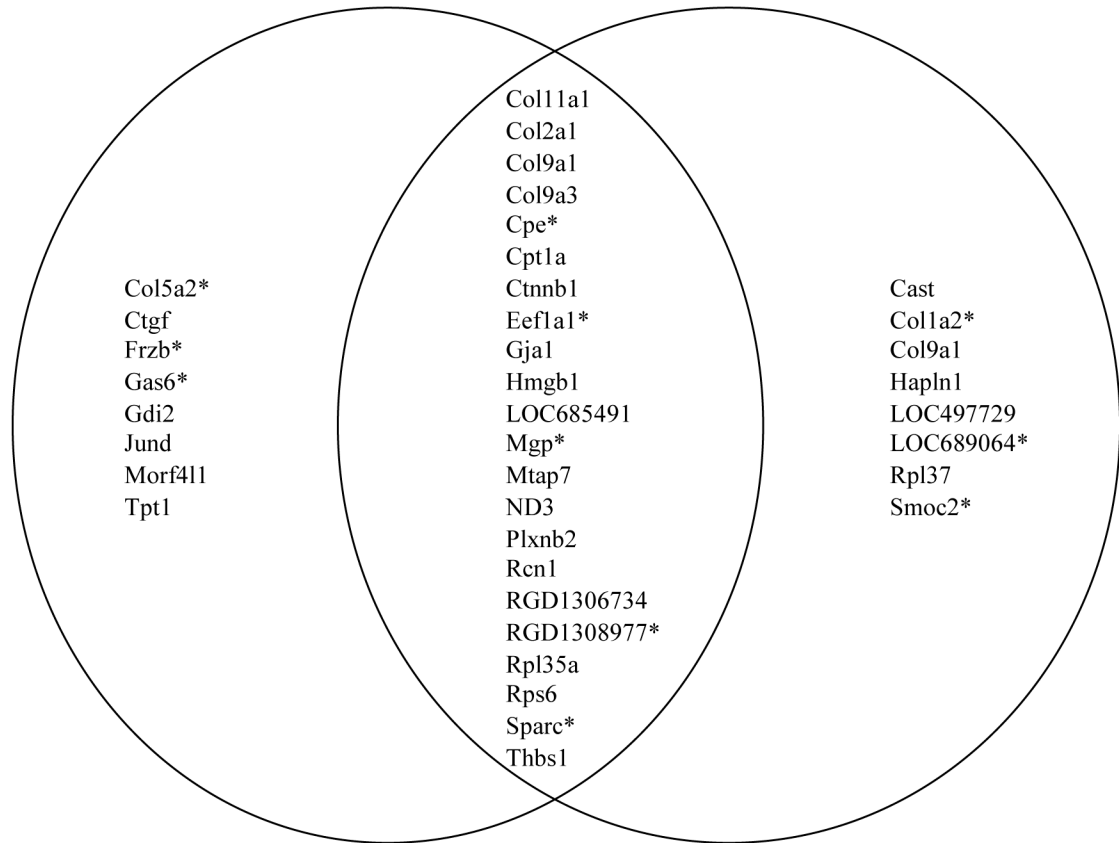 Col11a1
Col2a1
Col9a1
Col9a3
Cpe*
Cpt1a
Ctnnb1
Eef1a1*
Gja1
Hmgb1
LOC685491
Mgp*
Mtap7
ND3
Plxnb2
Rcn1
RGD1306734
RGD1308977*
Rpl35a
Rps6
Sparc*
Thbs1
Col5a2*
Ctgf
Frzb*
Gas6*
Gdi2
Jund
Morf4l1
Tpt1
Cast
Col1a2*
Col9a1
Hapln1
LOC497729
LOC689064*
Rpl37
Smoc2*